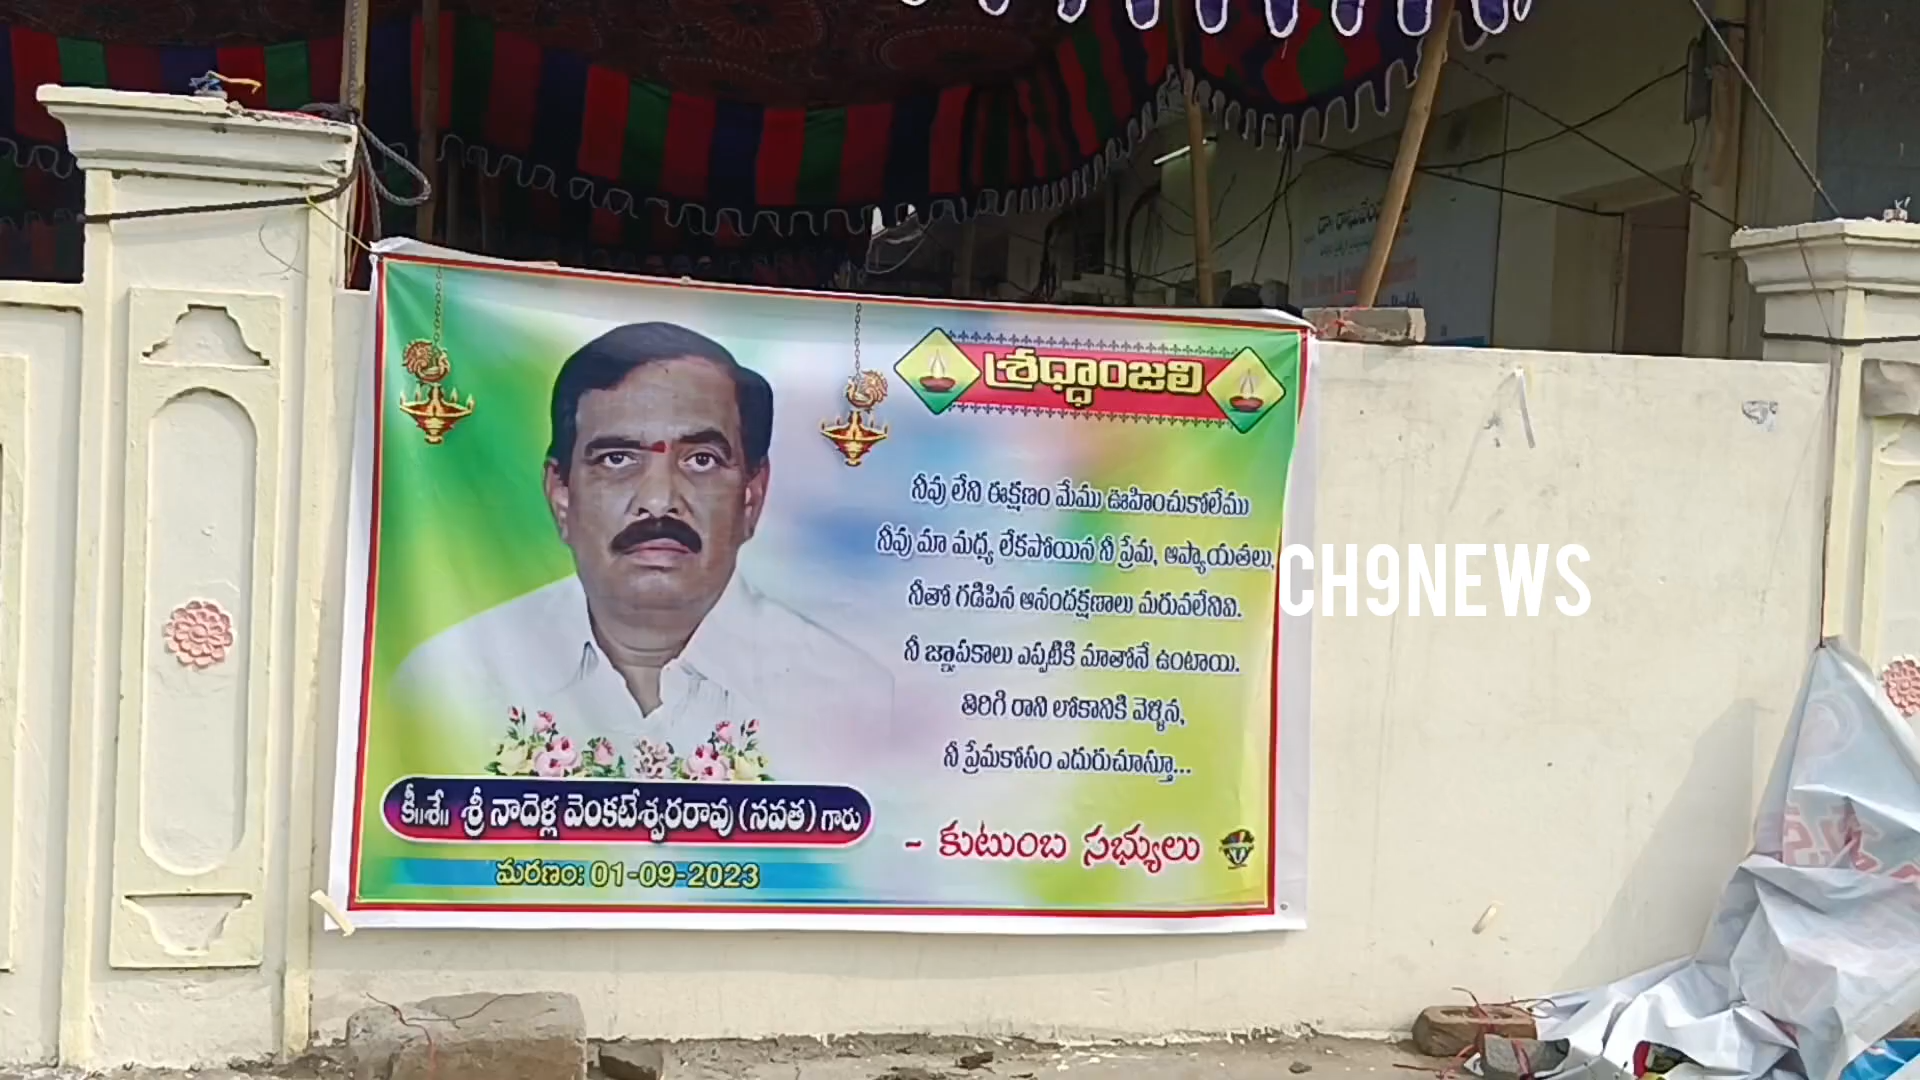 శ్రద్ధాంజలి
నీవు లేని ఈక్షణం మేము ఊహించుకోలేము
నీవు మా మధ్య లేకపోయిన నీ ప్రేమ, ఆప్యాయతలు,
నీతో గడిపిన ఆనందక్షణాలు మరువలేనివి.
నీ జ్ఞాపకాలు ఎప్పటికి మాతోనే ఉంటాయి.
తిరిగి రాని లోకానికి వెళ్ళిన,
నీ ప్రేమకోసం ఎదురుచూస్తూ...
- కుటుంబ సభ్యులు
కీ॥శే॥ శ్రీ నాదెళ్ల వెంకటేశ్వరరావు (నవత) గారు
మరణం: 01-09-2023
CH9NEWS